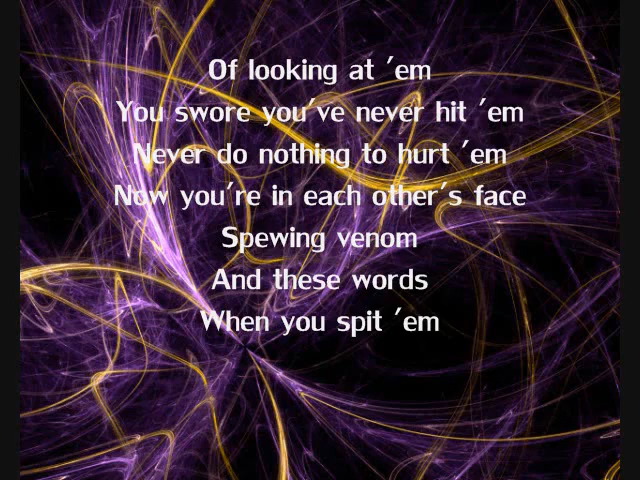 Of looking at 'em
You swore you've never hit 'em
Never do nothing to hurt 'em
Now you're in each other's face
Spewing venom
And these words
When you spit 'em